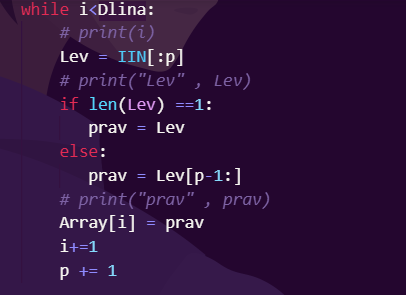 while i<Dlina:
    # print(i)
    Lev = IIN[:p]
    # print("Lev" , Lev)
    if len(Lev) ==1:
       prav = Lev
    else:
       prav = Lev[p-1:]
    # print("prav" , prav)
    Array[i] = prav
    i+=1
    p += 1